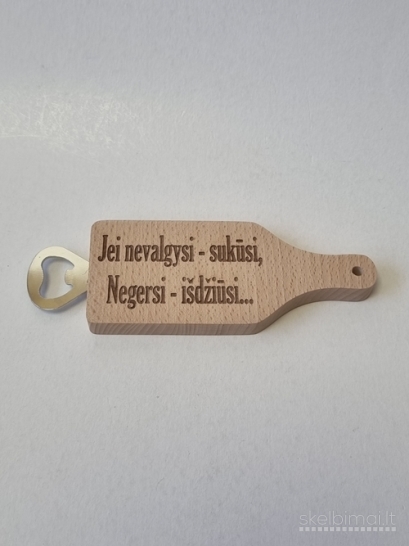 Jei nevalgysi - sukūsi,
Negersi - išdžiūsi...
skelbimai.lt